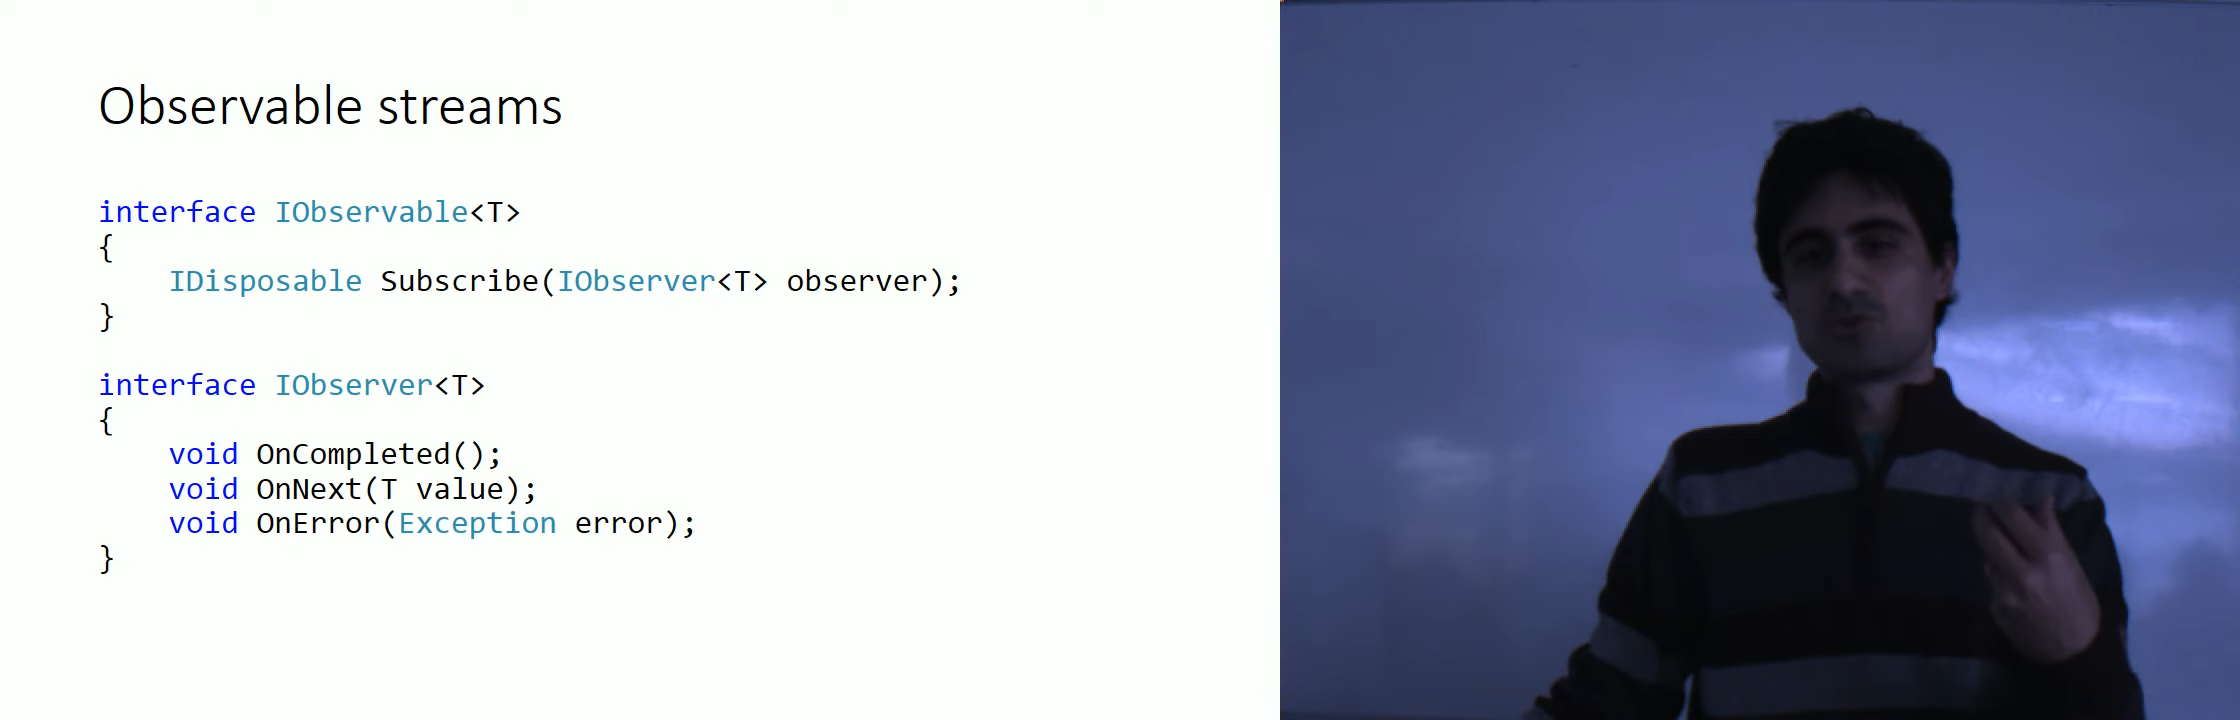 Observable streams
interface IObservable<T>
{
    IDisposable Subscribe(IObserver<T> observer);
}
interface IObserver<T>
{
    void OnCompleted();
    void OnNext(T value);
    void OnError(Exception error);
}